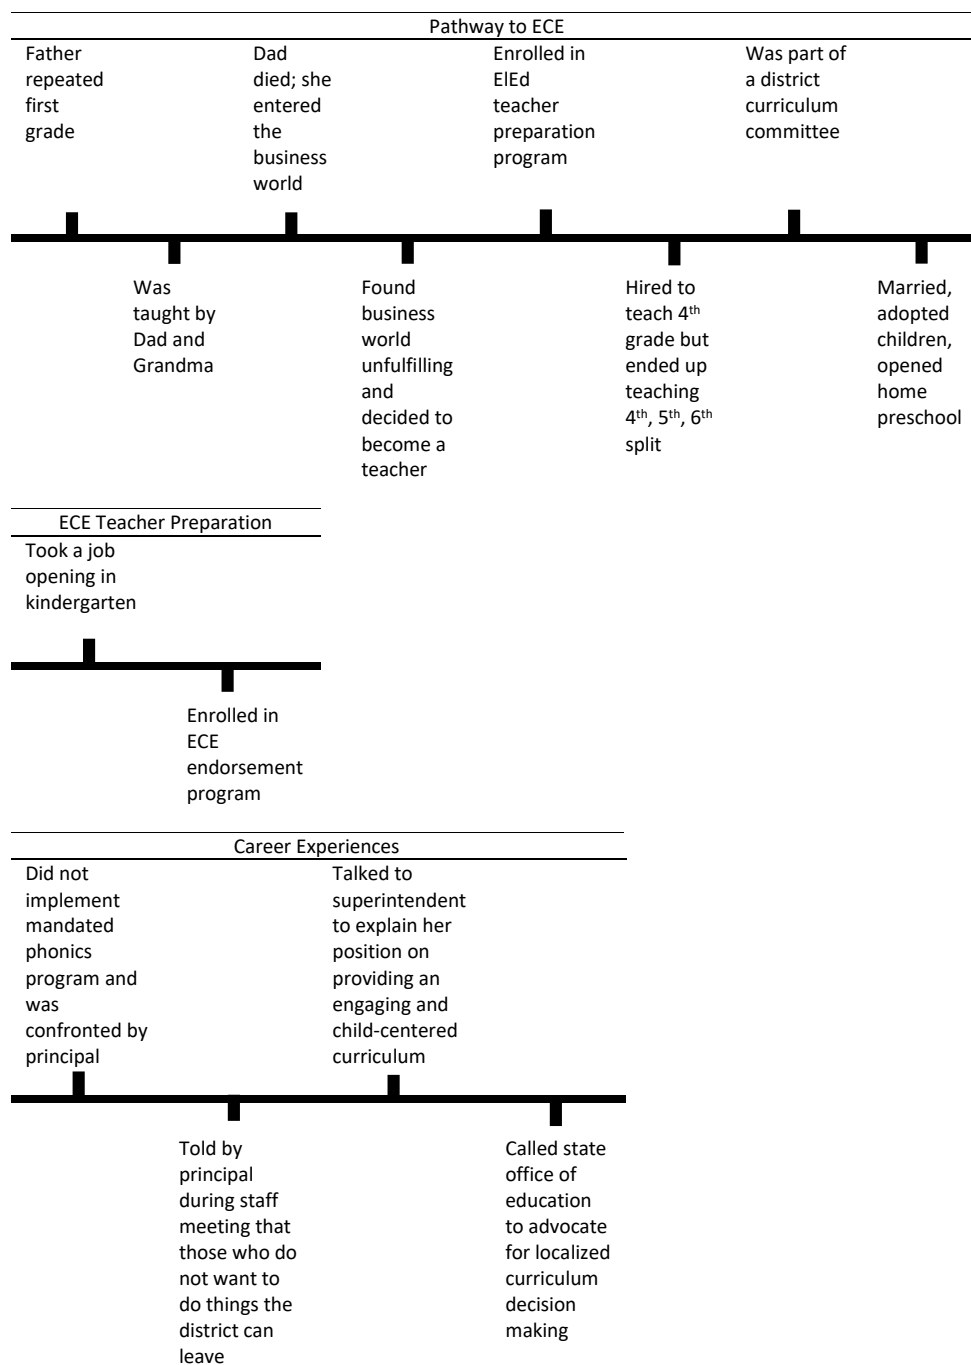 Pathway to ECE
Father
repeated
first
grade
Dad
died; she
entered
the
business
world
Enrolled in
ElEd
teacher
preparation
program
Was part of
a district
curriculum
committee
Was
taught by
Dad and
Grandma
Found
business
world
unfulfilling
and
decided to
become a
teacher
Hired to
teach 4th
grade but
ended up
teaching
4th, 5th, 6th
split
Married,
adopted
children,
opened
home
preschool
ECE Teacher Preparation
Took a job
opening in
kindergarten
Enrolled in
ECE
endorsement
program
Career Experiences
Did not
implement
mandated
phonics
program and
was
confronted by
principal
Talked to
superintendent
to explain her
position on
providing an
engaging and
child-centered
curriculum
Told by
principal
during staff
meeting that
those who do
not want to
do things the
district can
leave
Called state
office of
education
to advocate
for localized
curriculum
decision
making